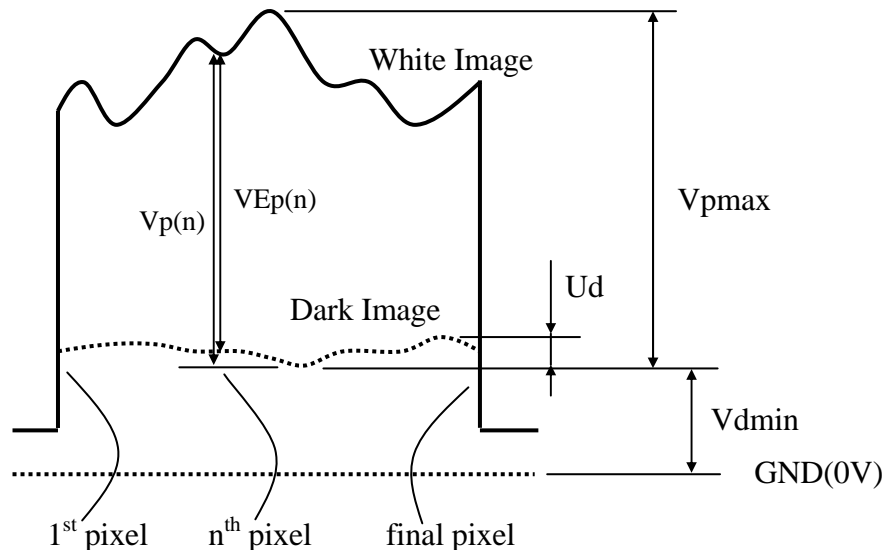 White Image
Vp(n)
VEp(n)
Vpmax
Ud
Dark Image
Vdmin
GND(0V)
1st pixel
nth pixel
final pixel